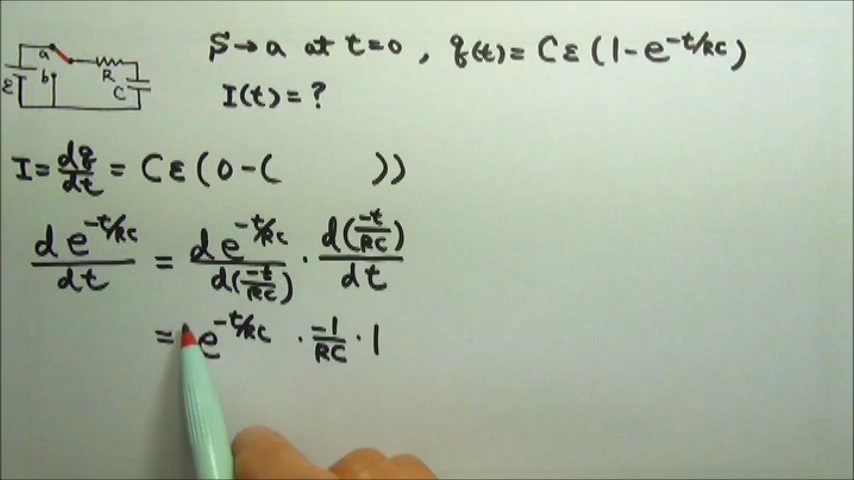 S→a at t=0, q(t)= Cε(1-e^{-t/RC})
I(t)=?
a
b
R
C
ε
I=dq/dt = Cε(0-(        ))
de^{-t/RC}/dt = de^{-t/RC}/d(-t/RC) · d(-t/RC)/dt
= e^{-t/RC} · -1/RC · 1